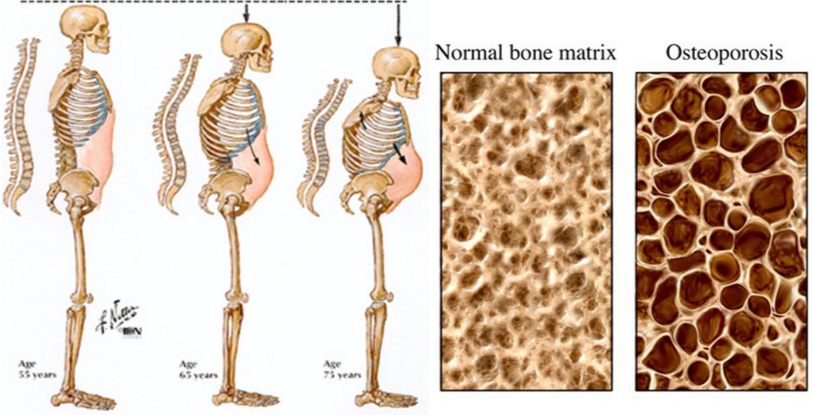 Normal bone matrix
Osteoporosis
Age
55 years
Age
65 years
Age
75 years